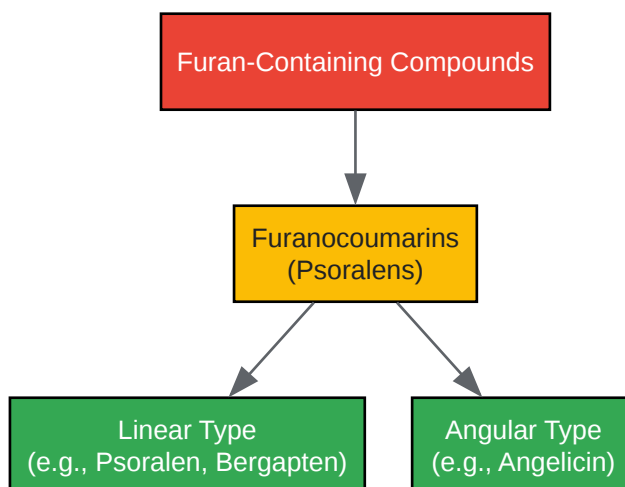 Furan-Containing Compounds
Furanocoumarins
(Psoralens)
Linear Type
(e.g., Psoralen, Bergapten)
Angular Type
(e.g., Angelicin)